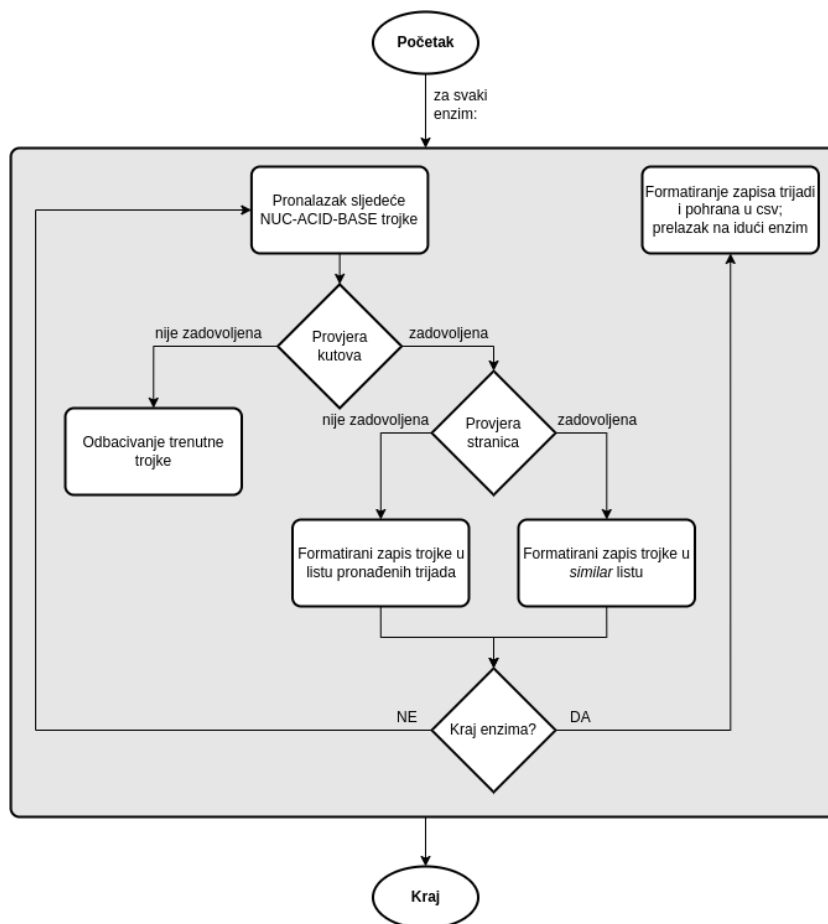 Početak
za svaki
enzim:
Pronalazak sljedeće
NUC-ACID-BASE trojke
Formatiranje zapisa trijadi
i pohrana u csv;
prelazak na idući enzim
nije zadovoljena
Provjera
kutova
zadovoljena
Odbacivanje trenutne
trojke
nije zadovoljena
Provjera
stranica
zadovoljena
Formatirani zapis trojke u
listu pronađenih trijada
Formatirani zapis trojke u
similar listu
NE
Kraj enzima?
DA
Kraj